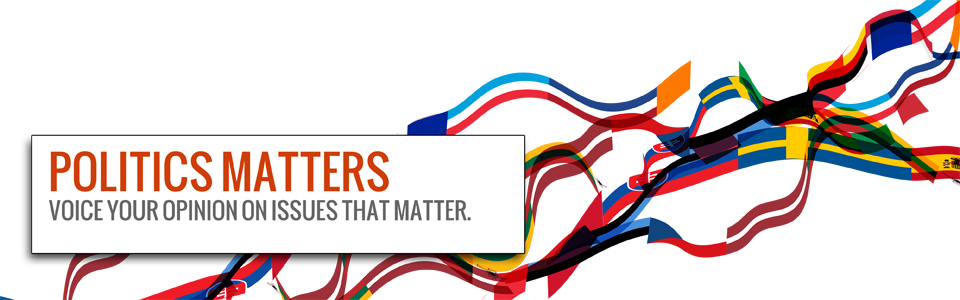 POLITICS MATTERS
VOICE YOUR OPINION ON ISSUES THAT MATTER.